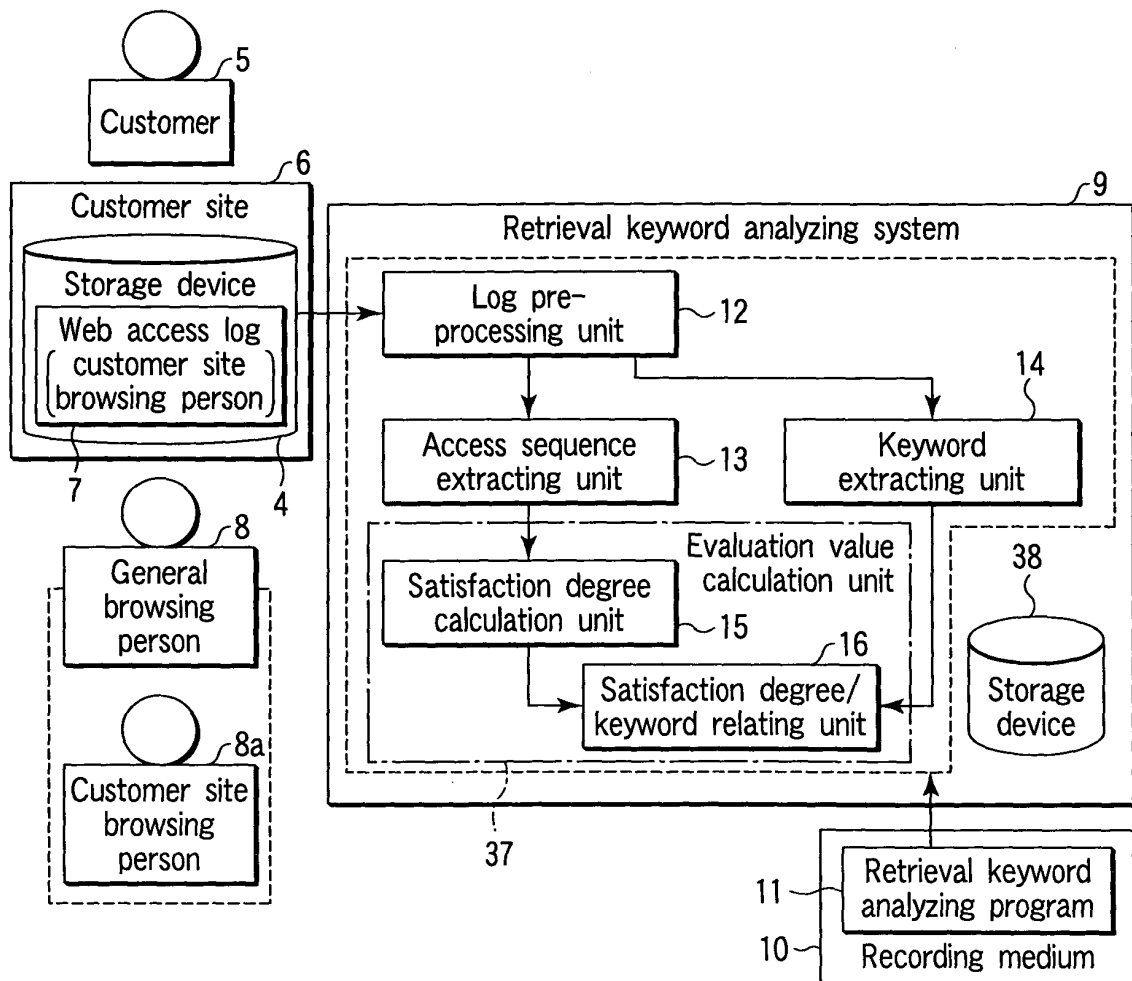 5
Customer
6
Customer site
Storage device
Web access log
customer site
browsing person
7
4
8
General
browsing
person
8a
Customer site
browsing
person
9
Retrieval keyword analyzing system
Log pre-
processing unit
12
Access sequence
extracting unit
13
14
Keyword
extracting unit
Evaluation value
calculation unit
Satisfaction degree
calculation unit
15
16
Satisfaction degree/
keyword relating unit
37
38
Storage
device
11
Retrieval keyword
analyzing program
10
Recording medium